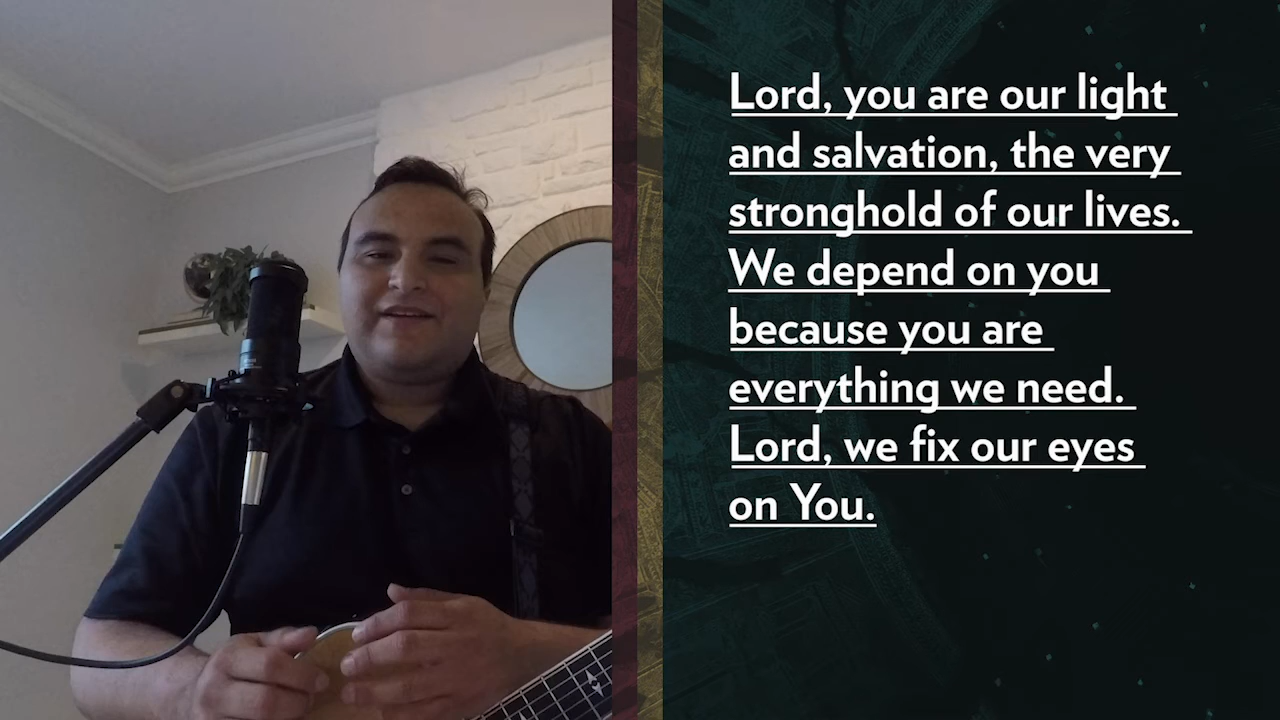 Lord, you are our light
and salvation, the very
stronghold of our lives.
We depend on you
because you are
everything we need.
Lord, we fix our eyes
on You.